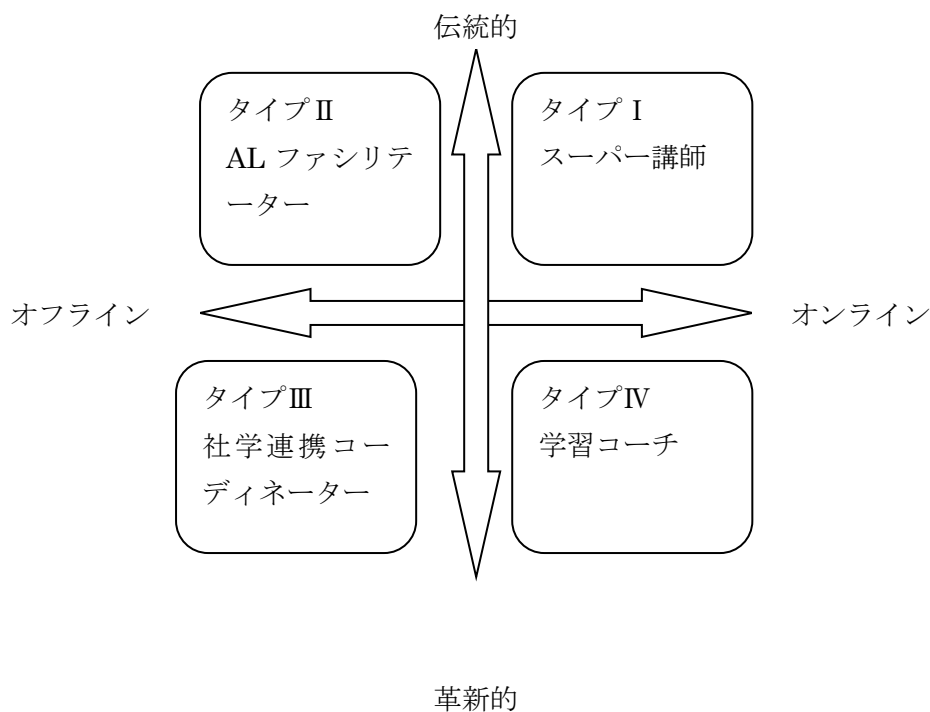 伝統的
タイプⅡ
AL ファシリテ
ーター
タイプⅠ
スーパー講師
オフライン
オンライン
タイプⅢ
社学連携コー
ディネーター
タイプⅣ
学習コーチ
革新的